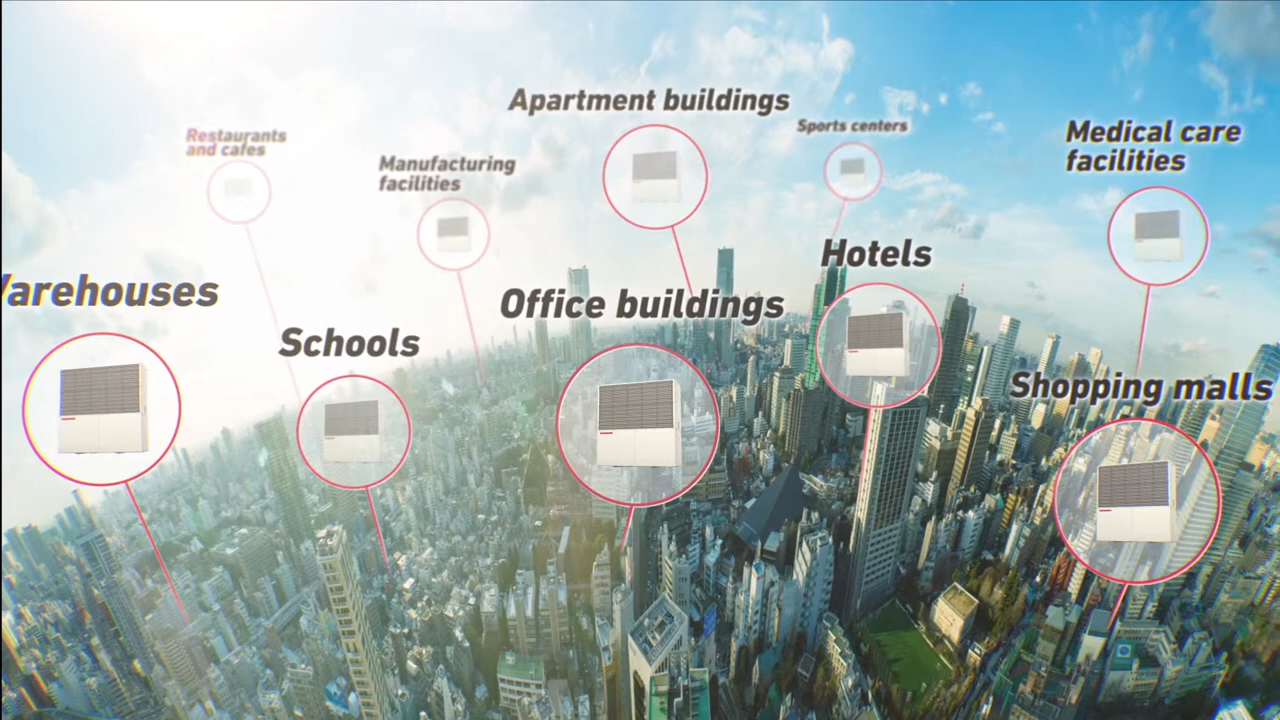 Apartment buildings
Sports centers
Medical care
facilities
Restaurants
and cafes
Manufacturing
facilities
Hotels
Warehouses
Office buildings
Schools
Shopping malls